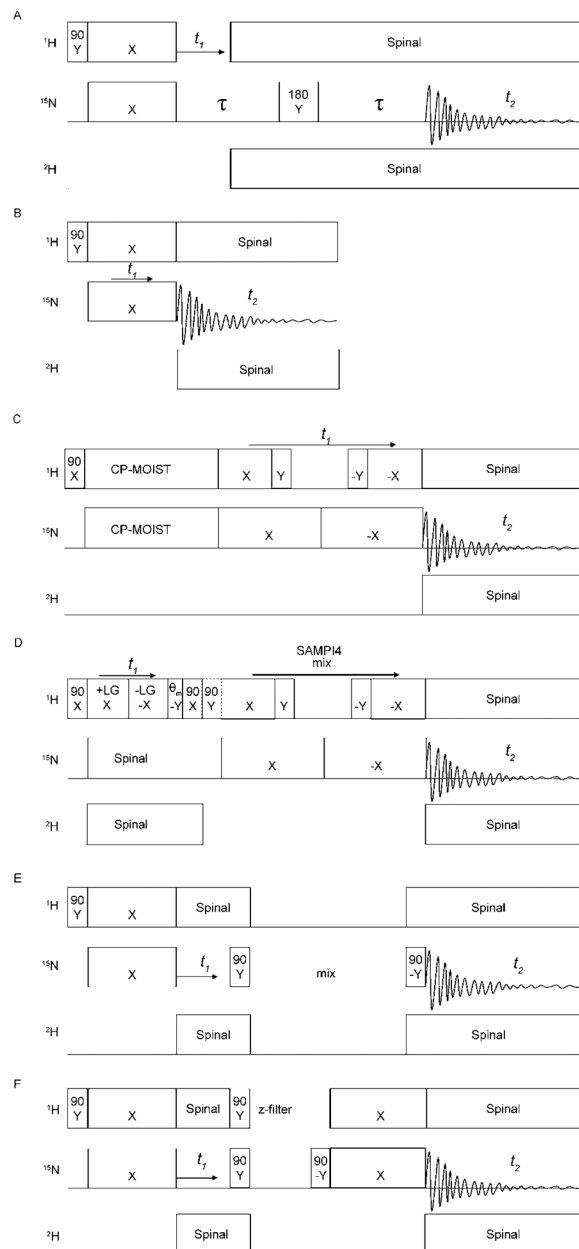 A
¹H 90 Y X t₁ Spinal
¹⁵N X τ 180 Y τ t₂
²H Spinal
B
¹H 90 Y X Spinal
t₁
¹⁵N X t₂
²H Spinal
C
t₁
¹H 90 X CP-MOIST X Y -Y -X Spinal
¹⁵N CP-MOIST X -X t₂
²H Spinal
D
SAMPI4
t₁ mix
¹H 90 X +LG X -LG -X θₘ -Y 90 X 90 Y X Y -Y -X Spinal
¹⁵N Spinal X -X t₂
²H Spinal Spinal
E
¹H 90 Y X Spinal Spinal
¹⁵N X t₁ 90 Y mix 90 -Y t₂
²H Spinal Spinal
F
¹H 90 Y X Spinal 90 Y z-filter X Spinal
¹⁵N X t₁ 90 Y 90 -Y X t₂
²H Spinal Spinal